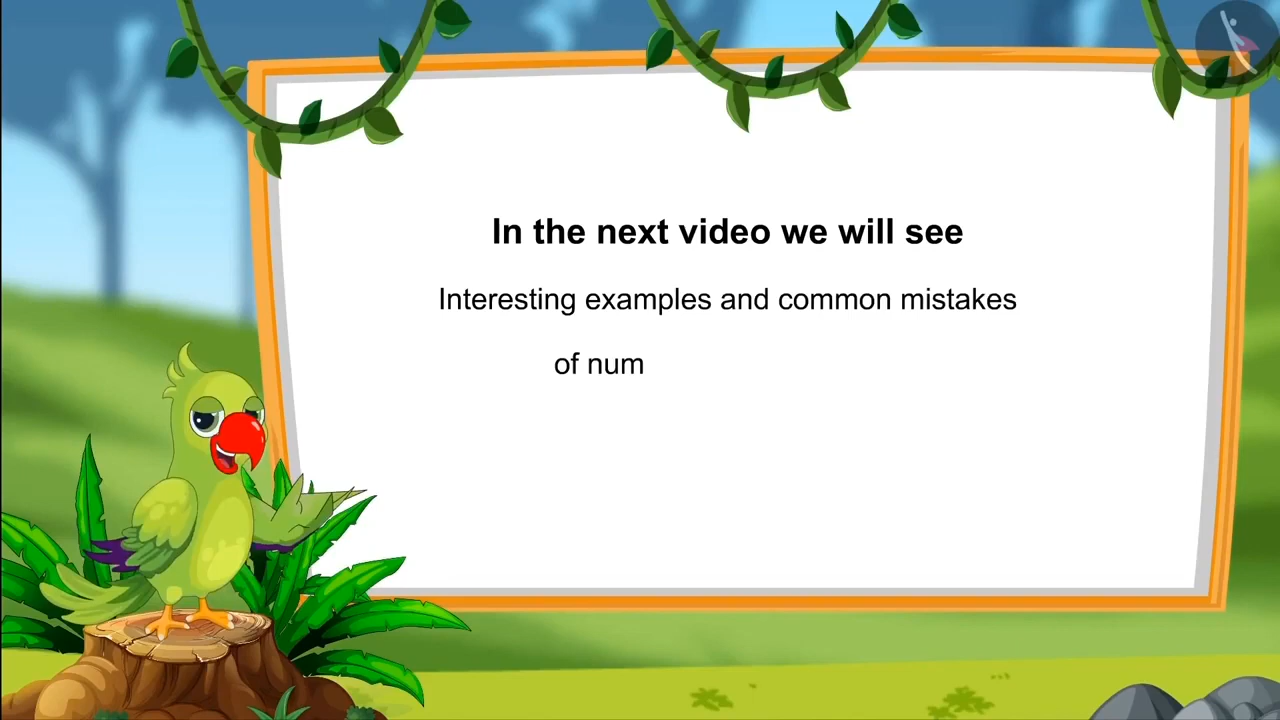 In the next video we will see
Interesting examples and common mistakes
of num